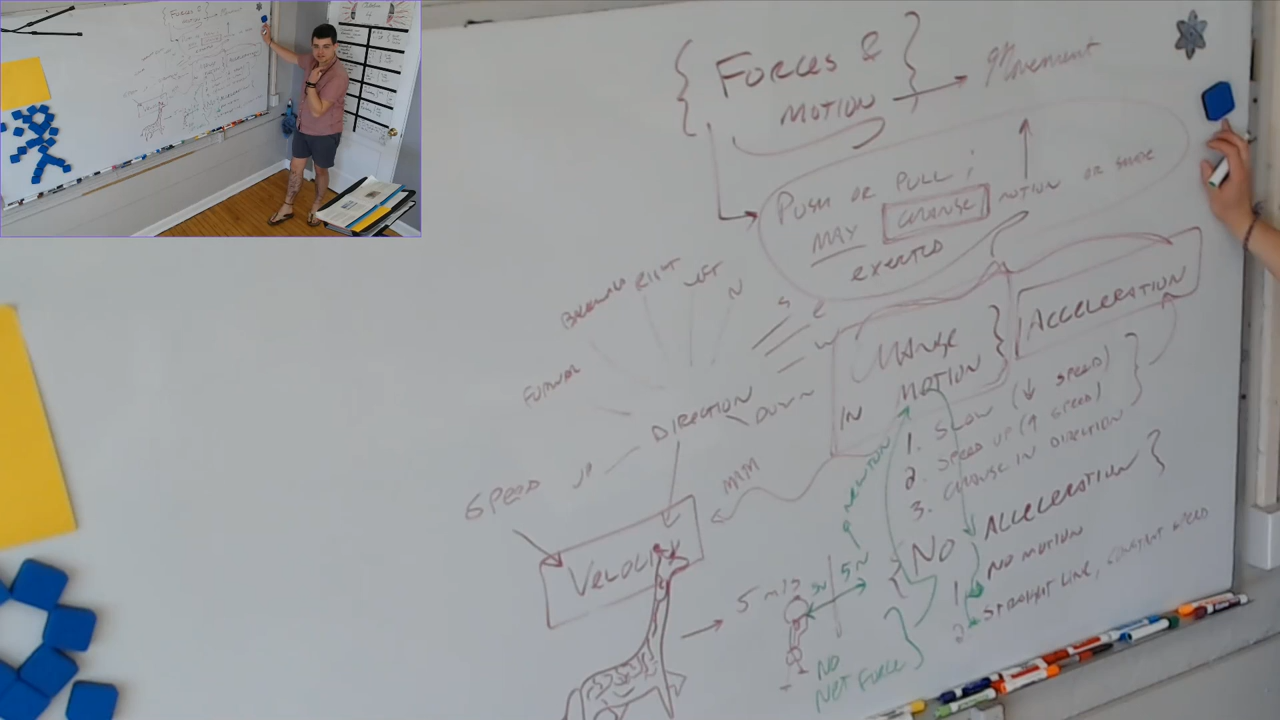 FORCES &
MOTION → Movement
PUSH OR PULL;
MAY CHANGE MOTION OR SHAPE
exerted
BACKWARD RIGHT LEFT N S E W
FORWARD
DIRECTION
DOWN
UP
SPEED
VELOCITY
MTM
CHANGE
IN MOTION
ACCELERATION
1. SLOW (↓ SPEED)
2. SPEED UP (↑ SPEED)
3. CHANGE IN DIRECTION
NO ACCELERATION
1. NO MOTION
2. STRAIGHT LINE, CONSTANT SPEED
NEWTON
→ 5 m/s
5N 5N
NO
NET FORCE